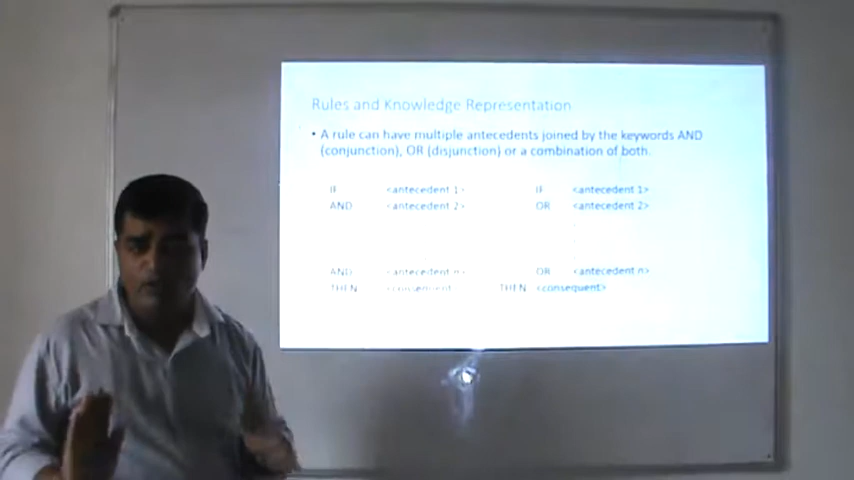 Rules and Knowledge Representation
• A rule can have multiple antecedents joined by the keywords AND
(conjunction), OR (disjunction) or a combination of both.
IF <antecedent 1> IF <antecedent 1>
AND <antecedent 2> OR <antecedent 2>
AND <antecedent n> OR <antecedent n>
THEN <consequent> THEN <consequent>